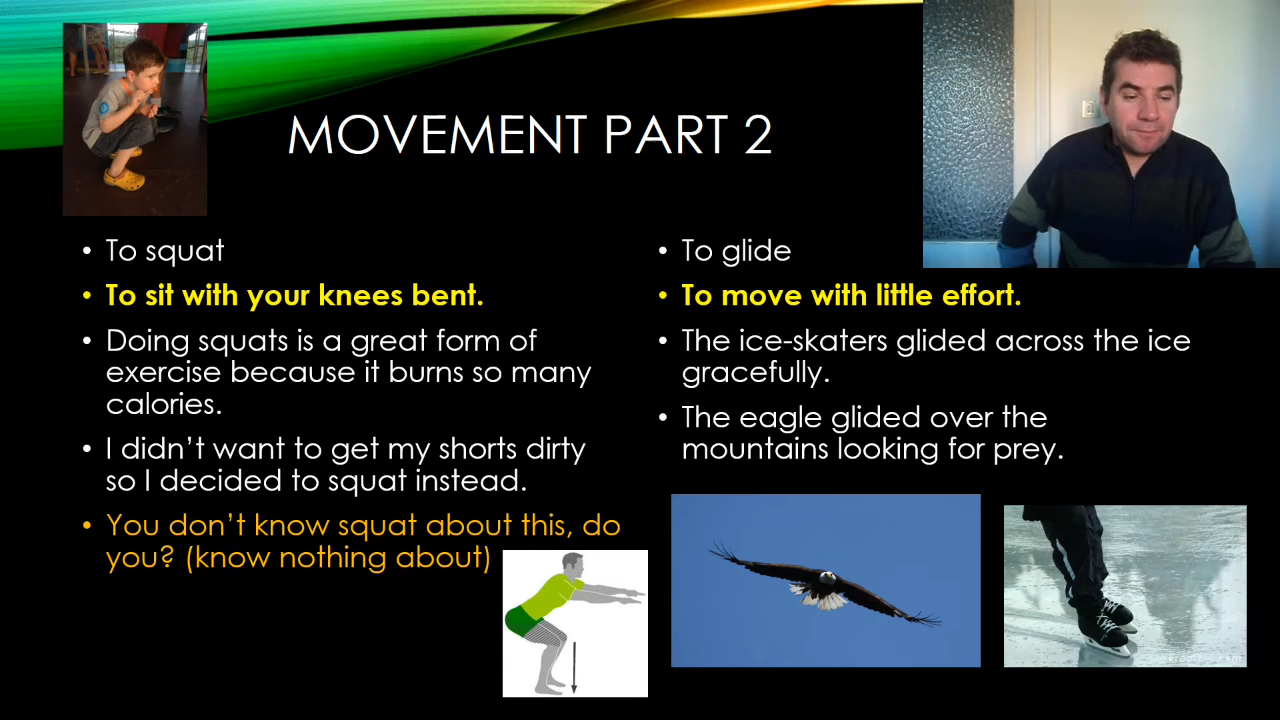 MOVEMENT PART 2
• To squat
• To sit with your knees bent.
• Doing squats is a great form of
exercise because it burns so many
calories.
• I didn't want to get my shorts dirty
so I decided to squat instead.
• You don't know squat about this, do
you? (know nothing about)
• To glide
• To move with little effort.
• The ice-skaters glided across the ice
gracefully.
• The eagle glided over the
mountains looking for prey.